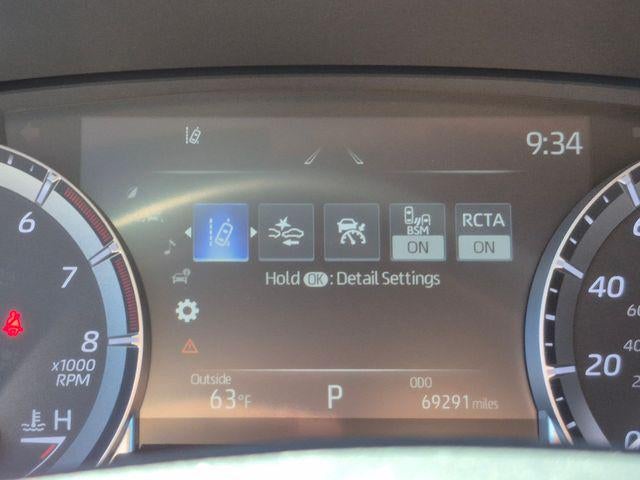 9:34
6
7
8
x1000
RPM
H
BSM
ON
RCTA
ON
Hold OK : Detail Settings
Outside
63°F
P
ODO
69291 miles
40
20